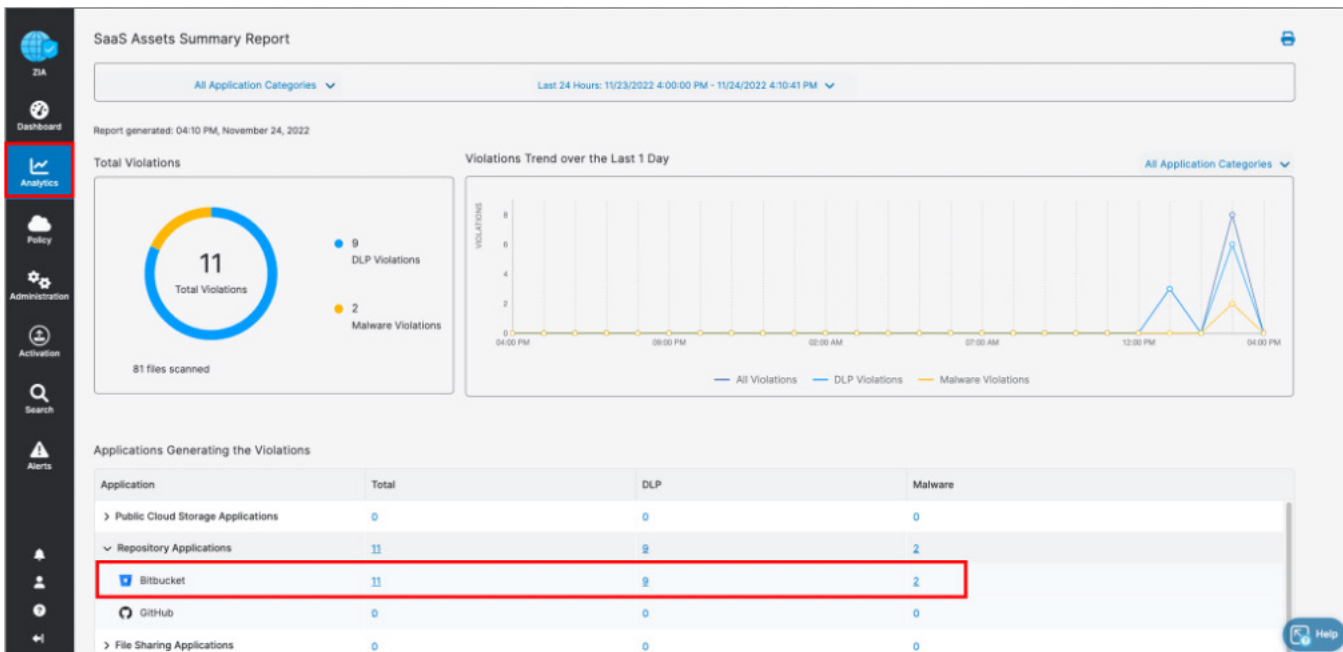 SaaS Assets Summary Report
ZIA
All Application Categories
Last 24 Hours: 11/23/2022 4:00:00 PM - 11/24/2022 4:10:41 PM
Dashboard
Report generated: 04:10 PM, November 24, 2022
Analytics
Total Violations
Violations Trend over the Last 1 Day
All Application Categories
Policy
Administration
Activation
Search
Alerts
11
Total Violations
9
DLP Violations
2
Malware Violations
81 files scanned
VIOLATIONS
8
6
4
2
0
04:00 PM 09:00 PM 02:00 AM 07:00 AM 12:00 PM 04:00 PM
All Violations DLP Violations Malware Violations
Applications Generating the Violations
Application Total DLP Malware
Public Cloud Storage Applications 0 0 0
Repository Applications 11 9 2
Bitbucket 11 9 2
GitHub 0 0 0
File Sharing Applications 0 0 0
Help